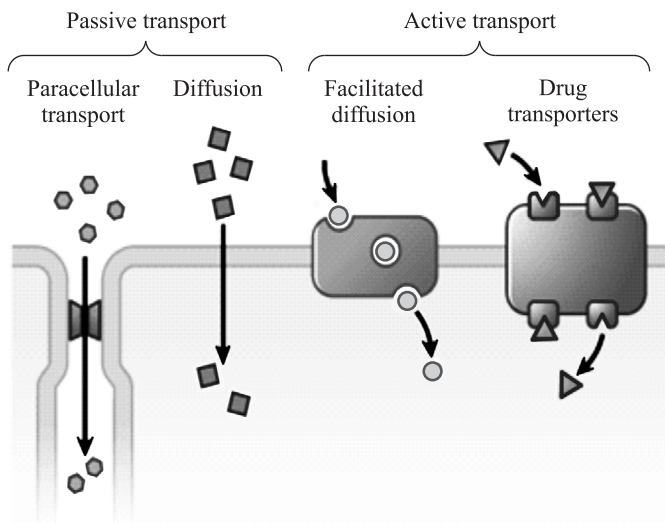 Passive transport
Active transport
Paracellular
transport
Diffusion
Facilitated
diffusion
Drug
transporters